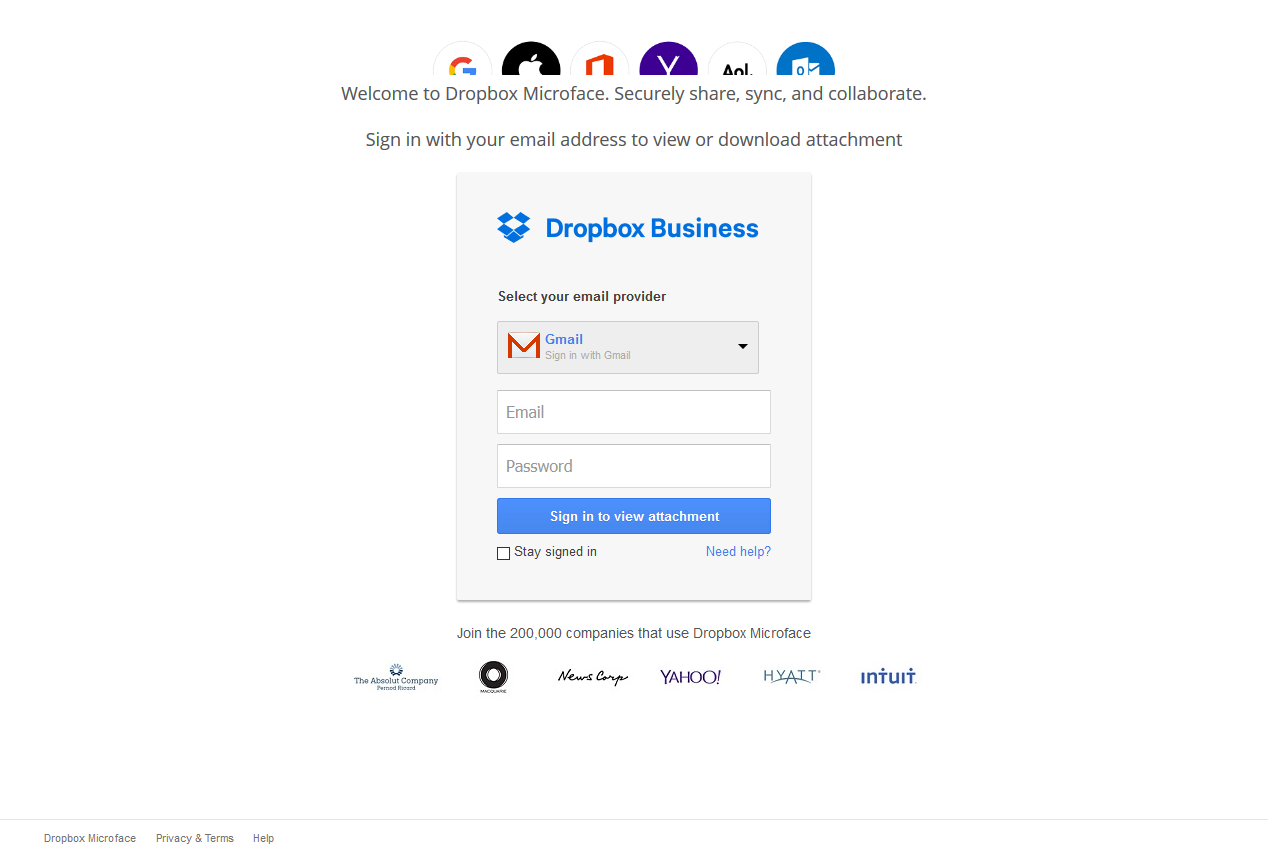 Aol.
Welcome to Dropbox Microface. Securely share, sync, and collaborate.
Sign in with your email address to view or download attachment
Dropbox Business
Select your email provider
Gmail
Sign in with Gmail
Email
Password
Sign in to view attachment
Stay signed in Need help?
Join the 200,000 companies that use Dropbox Microface
The Absolut Company
Pernod Ricard
MACQUARIE
News Corp
YAHOO!
HYATT
intuit
Dropbox Microface Privacy & Terms Help